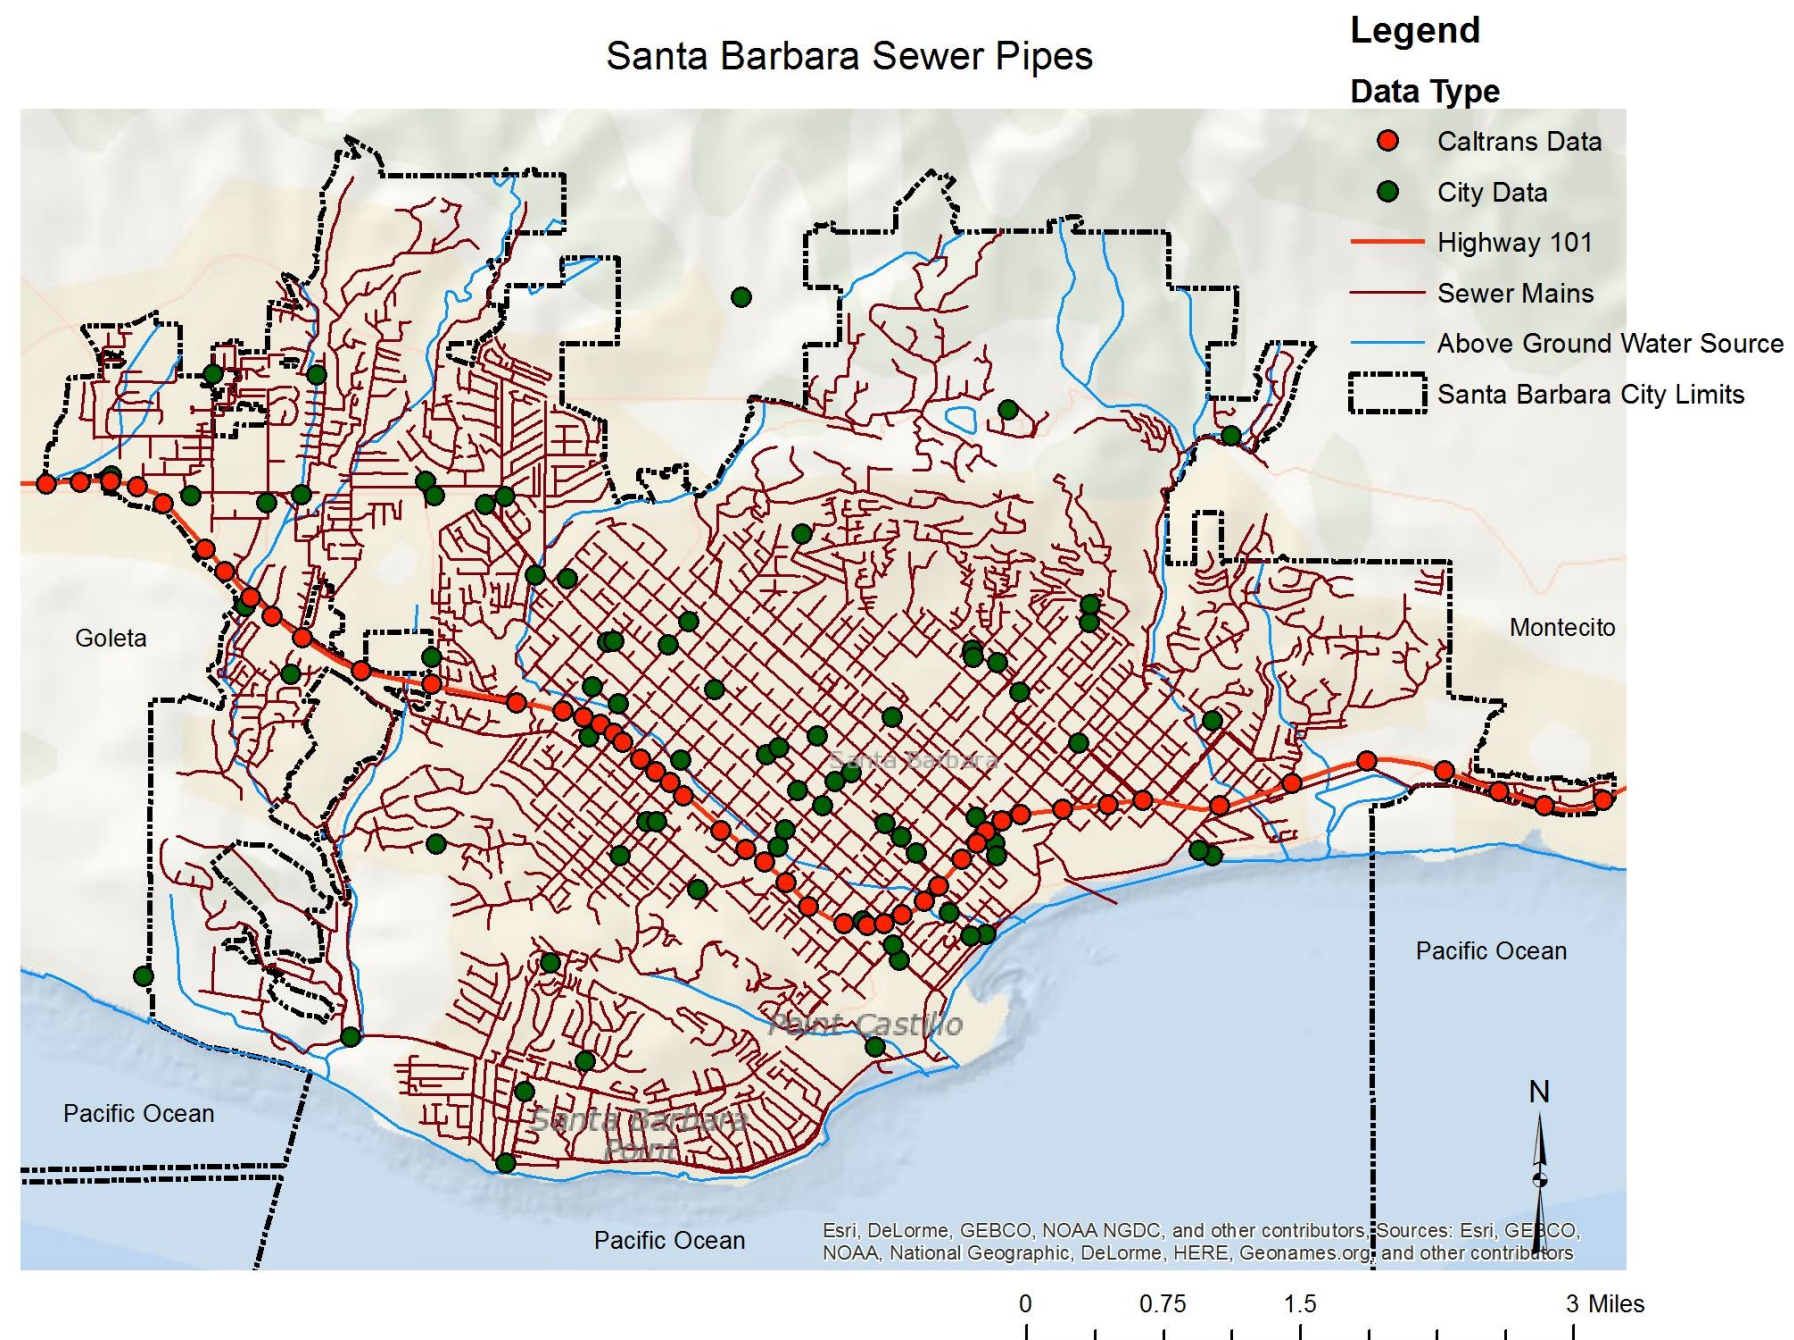 Santa Barbara Sewer Pipes
Legend
Data Type
Caltrans Data
City Data
Highway 101
Sewer Mains
Above Ground Water Source
Santa Barbara City Limits
Goleta
Montecito
Santa Barbara
Pacific Ocean
Point Castillo
Pacific Ocean
Santa Barbara
Point
N
Pacific Ocean
Esri, DeLorme, GEBCO, NOAA NGDC, and other contributors, Sources: Esri, GEBCO,
NOAA, National Geographic, DeLorme, HERE, Geonames.org, and other contributors
0 0.75 1.5 3 Miles